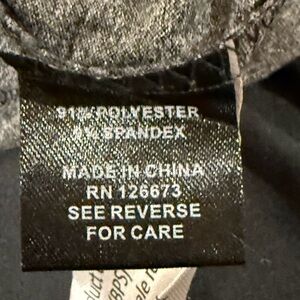 91% POLYESTER
9% SPANDEX
MADE IN CHINA
RN 126673
SEE REVERSE
FOR CARE